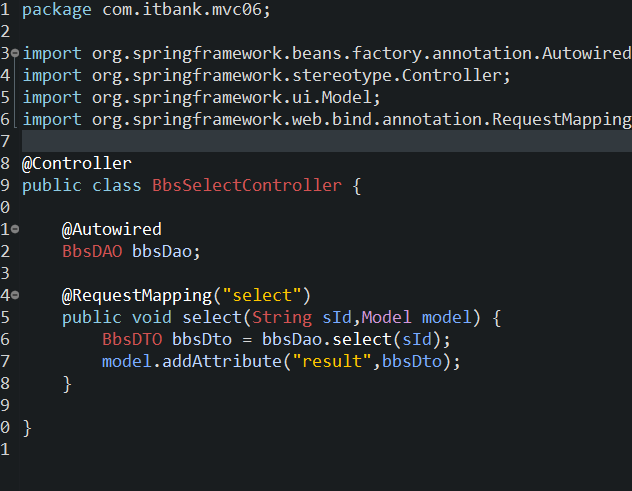 1 package com.itbank.mvc06;
2
3 import org.springframework.beans.factory.annotation.Autowired
4 import org.springframework.stereotype.Controller;
5 import org.springframework.ui.Model;
6 import org.springframework.web.bind.annotation.RequestMapping
7
8 @Controller
9 public class BbsSelectController {
0
1 @Autowired
2 BbsDAO bbsDao;
3
4 @RequestMapping("select")
5 public void select(String sId,Model model) {
6 BbsDTO bbsDto = bbsDao.select(sId);
7 model.addAttribute("result",bbsDto);
8 }
9
0 }
1